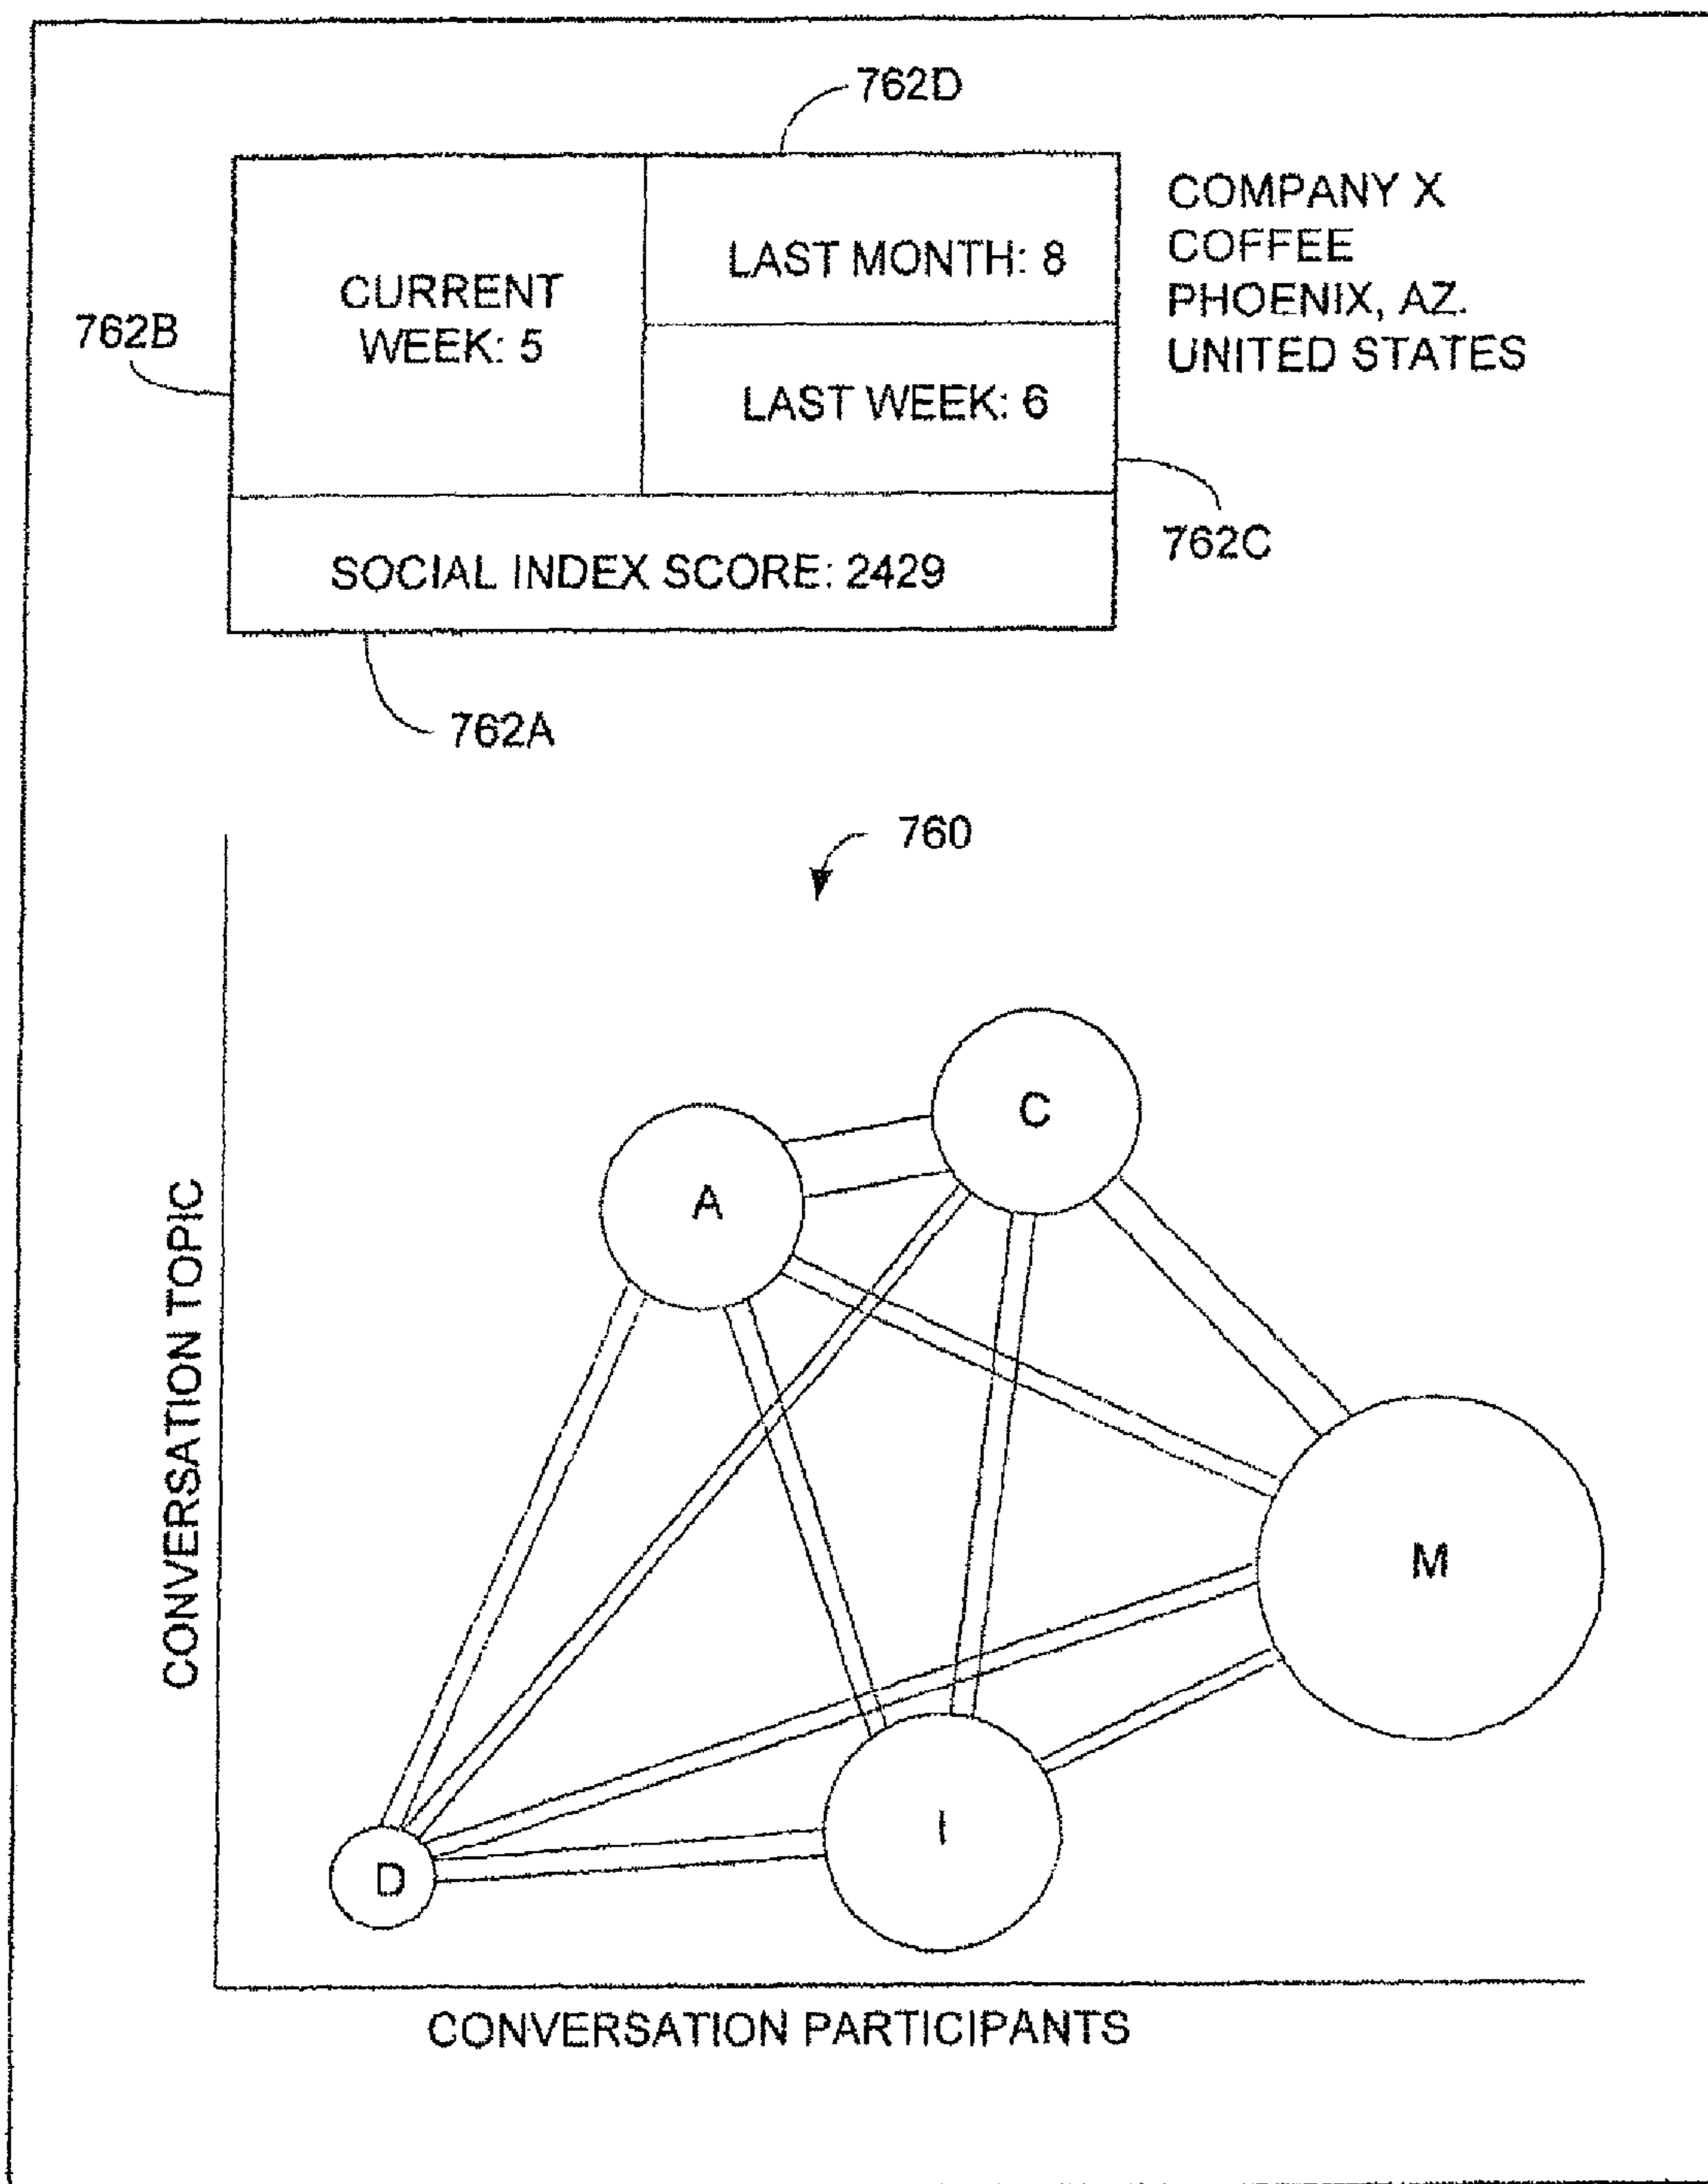 762D
COMPANY X
COFFEE
PHOENIX, AZ.
UNITED STATES
LAST MONTH: 8
CURRENT
WEEK: 5
762B
LAST WEEK: 6
762C
SOCIAL INDEX SCORE: 2429
762A
760
C
A
M
I
D
CONVERSATION TOPIC
CONVERSATION PARTICIPANTS